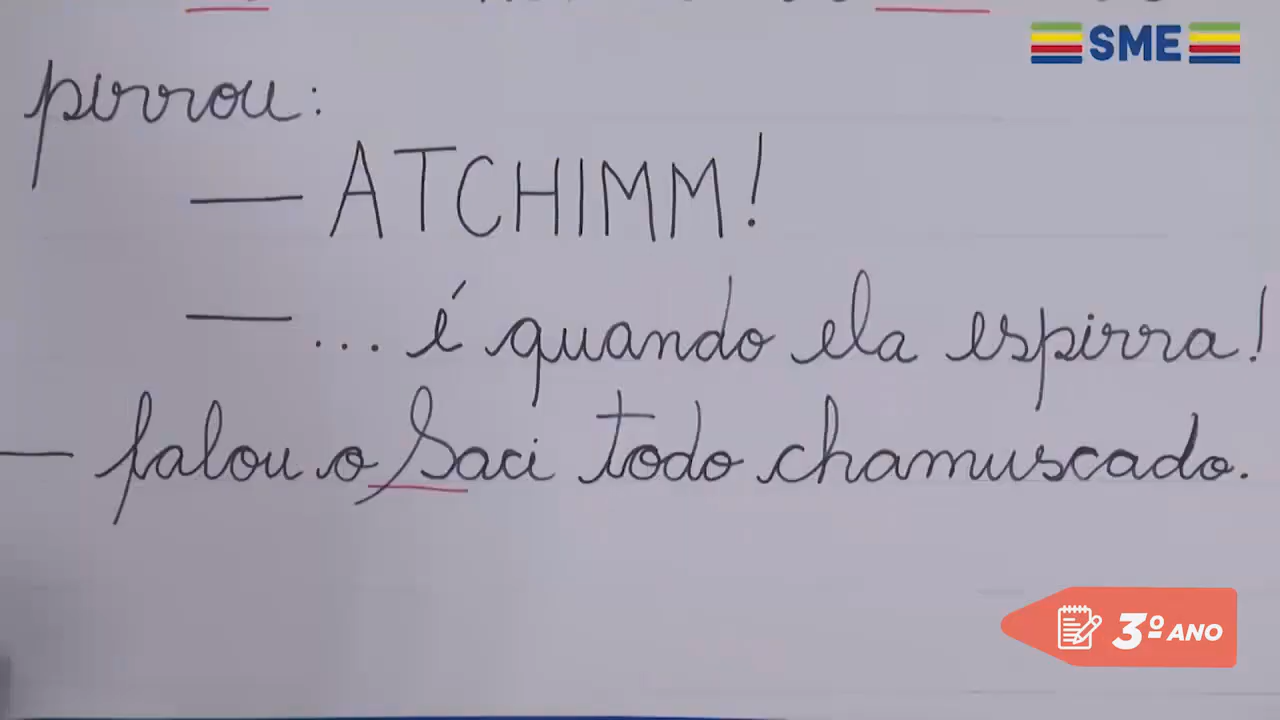 SME
pirrou:
— ATCHIMM!
— ... é quando ela espirra!
— falou o Saci todo chamuscado.
3º ANO